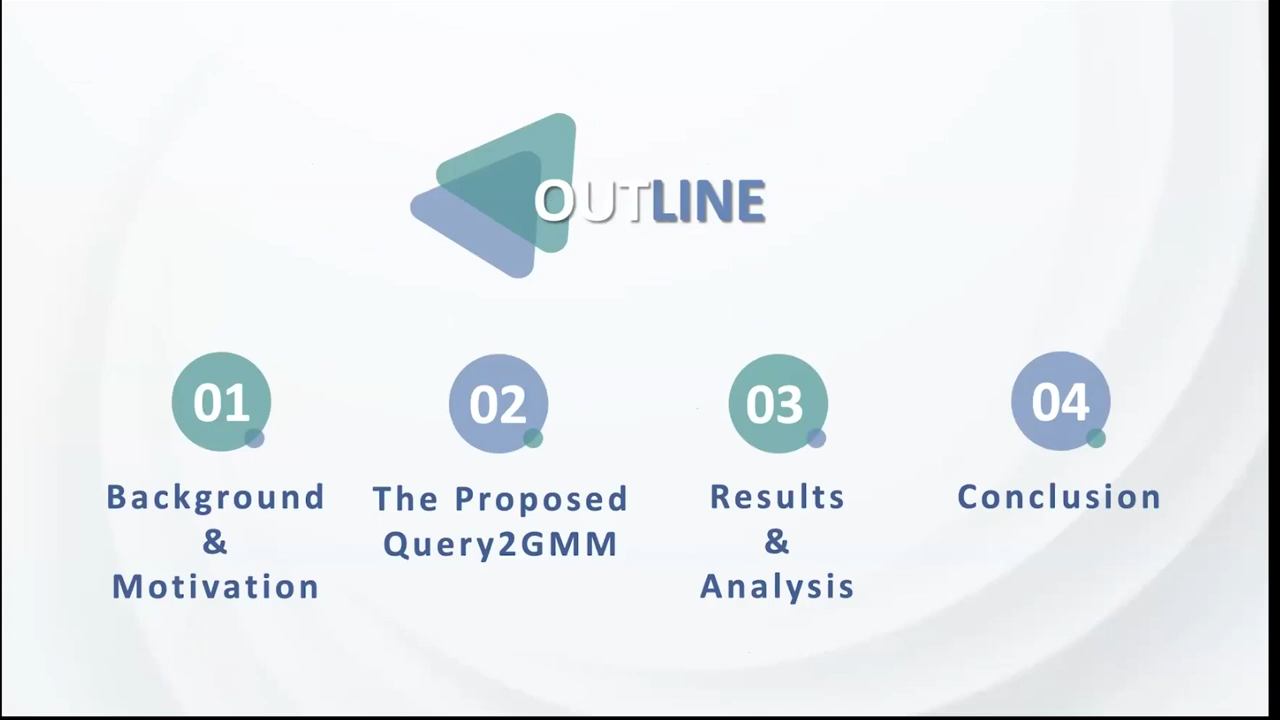 OUTLINE
01
Background
&
Motivation
02
The Proposed
Query2GMM
03
Results
&
Analysis
04
Conclusion